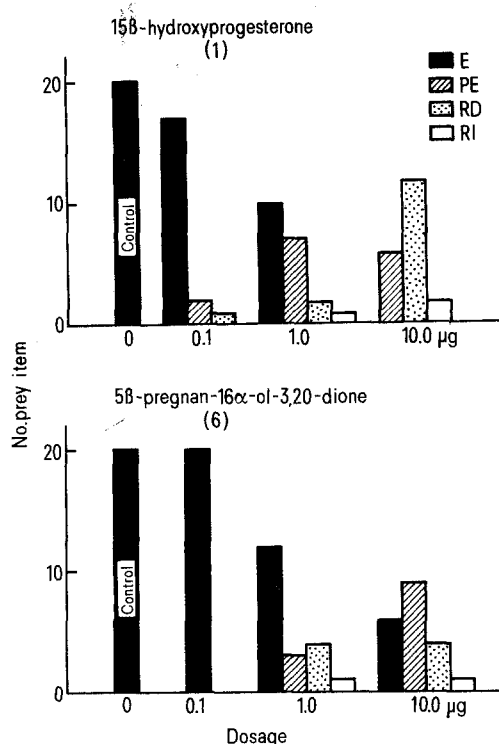 15ß-hydroxyprogesterone
(1)
E
PE
RD
RI
20
10
0
Control
0 0.1 1.0 10.0 µg
No. prey item
5ß-pregnan-16α-ol-3,20-dione
(6)
20
10
0
Control
0 0.1 1.0 10.0 µg
Dosage